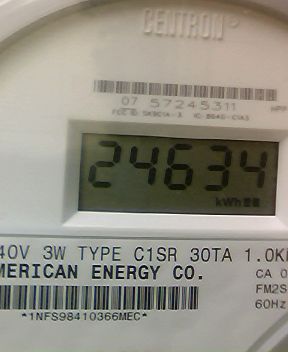 CENTRON
07 57245311
24634
kWh
40V 3W TYPE C1SR 30TA 1.0K
MERICAN ENERGY CO.
CA 0
FM2S
60Hz
*1NFS98410366MEC*